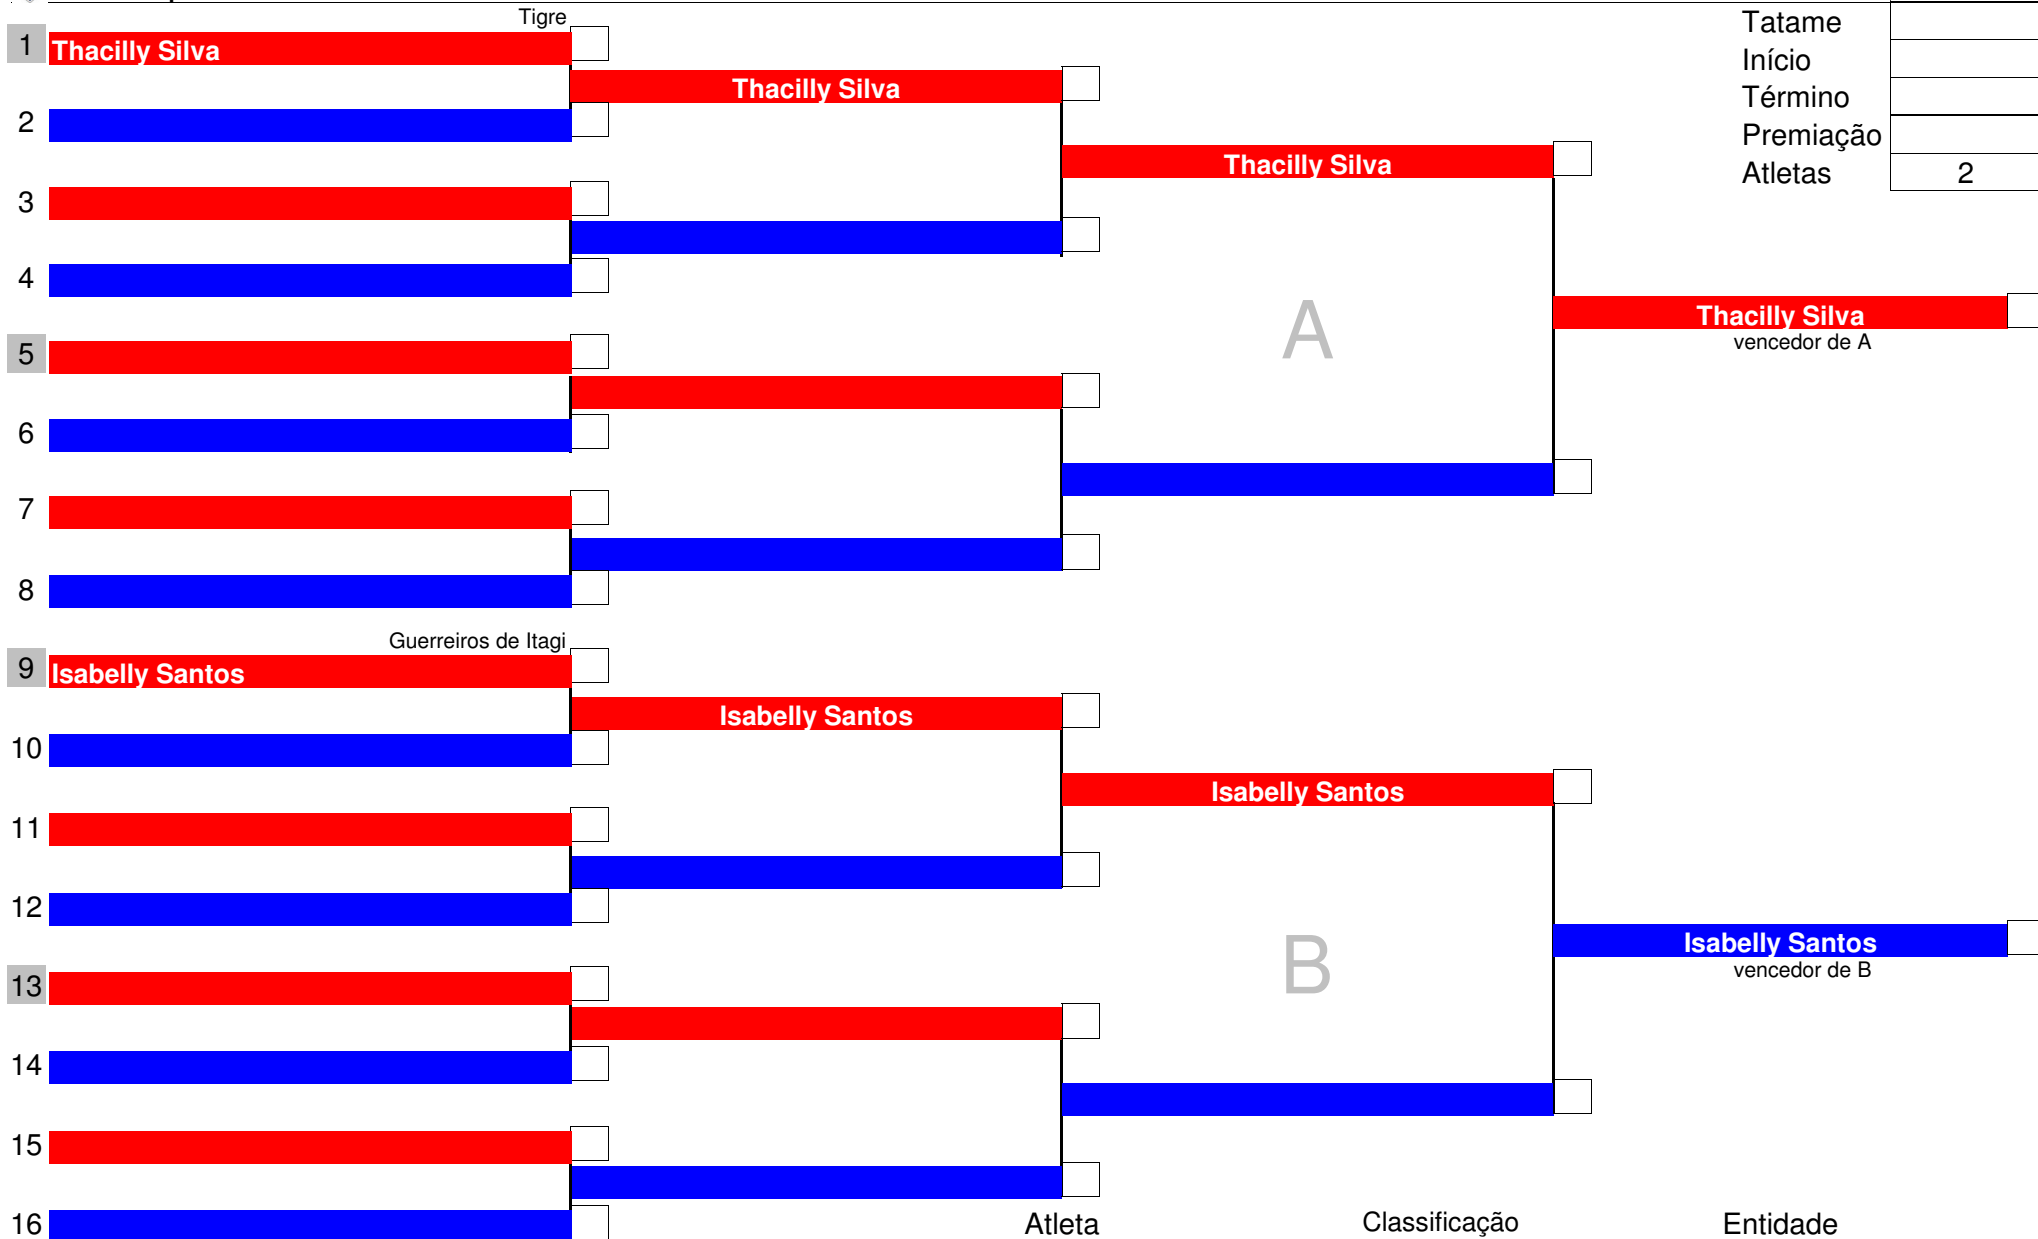 Tigre
Tatame
1 Thacilly Silva
Início
Thacilly Silva
Término
2
Premiação
Thacilly Silva
Atletas 2
3
4
A
Thacilly Silva
vencedor de A
5
6
7
8
Guerreiros de Itagi
9 Isabelly Santos
Isabelly Santos
10
Isabelly Santos
11
12
B
Isabelly Santos
vencedor de B
13
14
15
16
Atleta Classificação Entidade